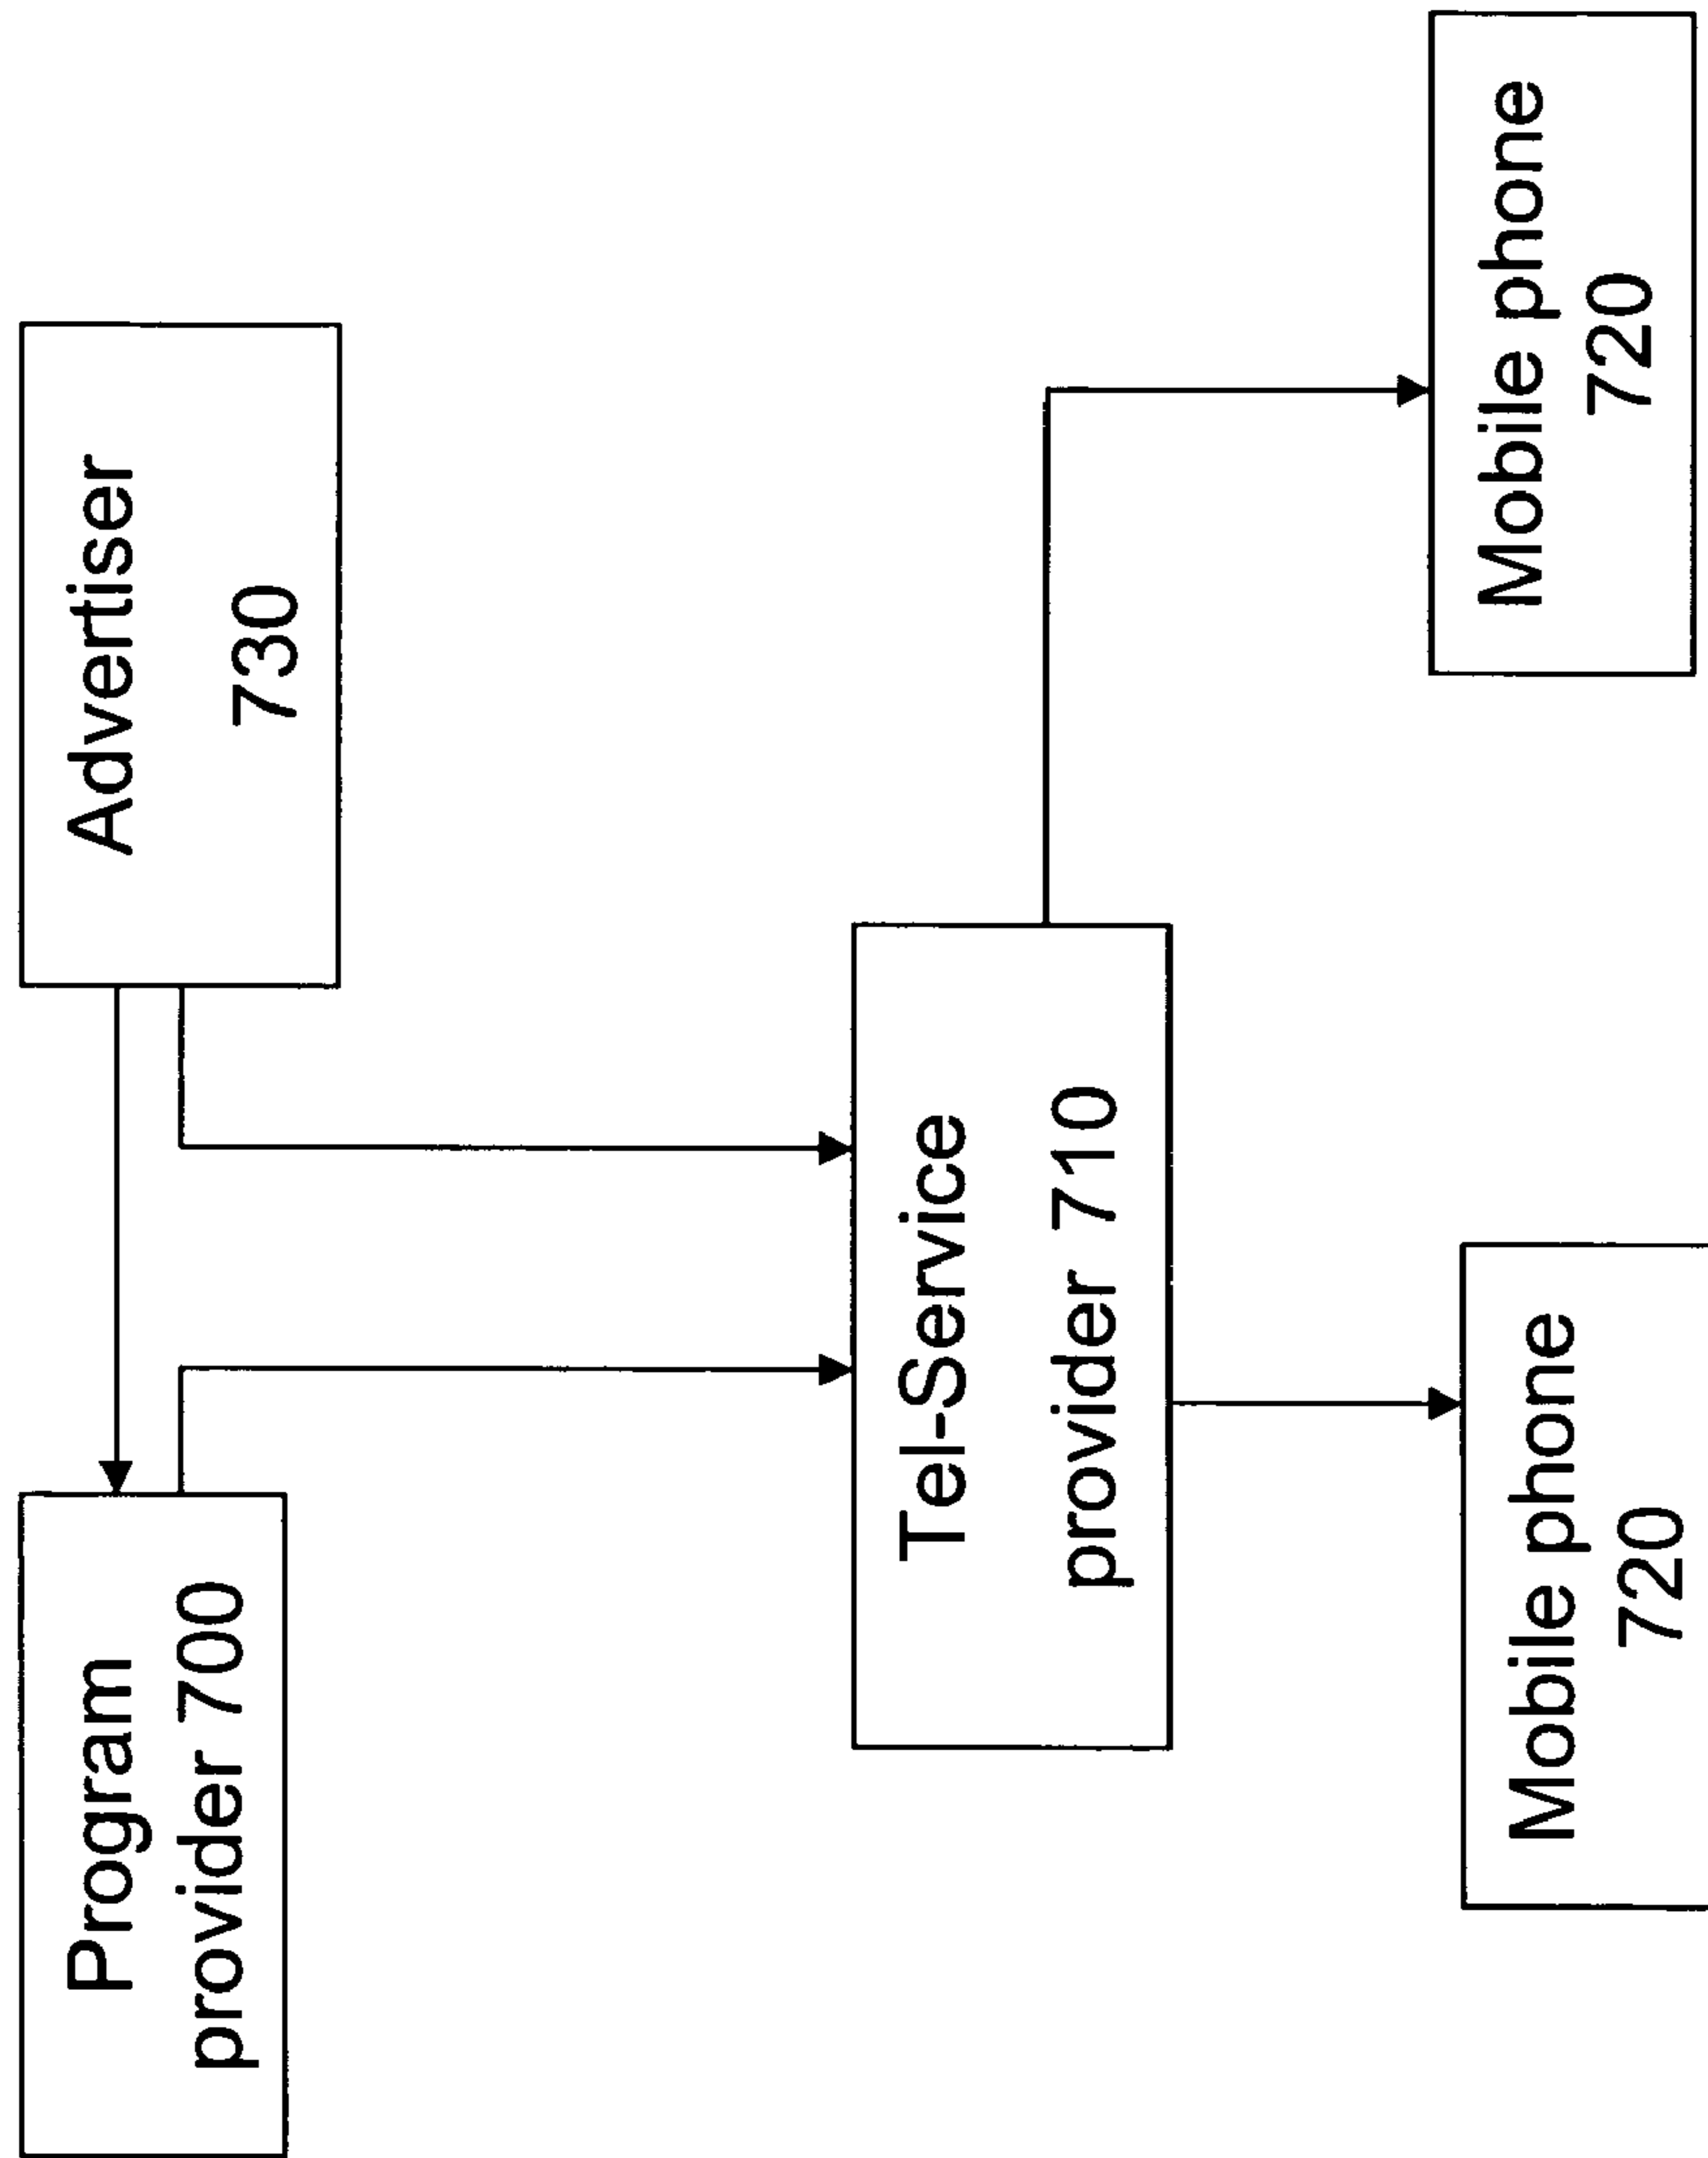 Program
provider 700
Advertiser
730
Tel-Service
provider 710
Mobile phone
720
Mobile phone
720